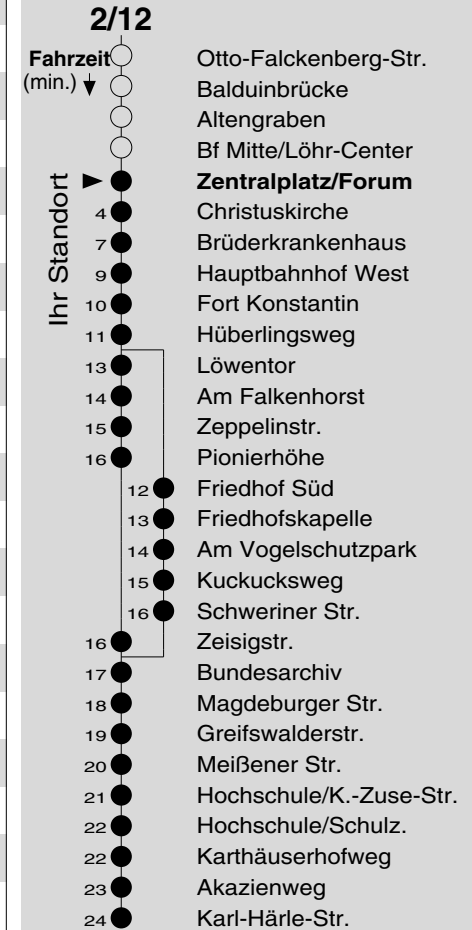 2/12
Fahrzeit Otto-Falckenberg-Str.
(min.) Balduinbrücke
Altengraben
Bf Mitte/Löhr-Center
Ihr Standort
Zentralplatz/Forum
4 Christuskirche
7 Brüderkrankenhaus
9 Hauptbahnhof West
10 Fort Konstantin
11 Hüberlingsweg
13 Löwentor
14 Am Falkenhorst
15 Zeppelinstr.
16 Pionierhöhe
12 Friedhof Süd
13 Friedhofskapelle
14 Am Vogelschutzpark
15 Kuckucksweg
16 Schweriner Str.
16 Zeisigstr.
17 Bundesarchiv
18 Magdeburger Str.
19 Greifswalderstr.
20 Meißener Str.
21 Hochschule/K.-Zuse-Str.
22 Hochschule/Schulz.
22 Karthäuserhofweg
23 Akazienweg
24 Karl-Härle-Str.